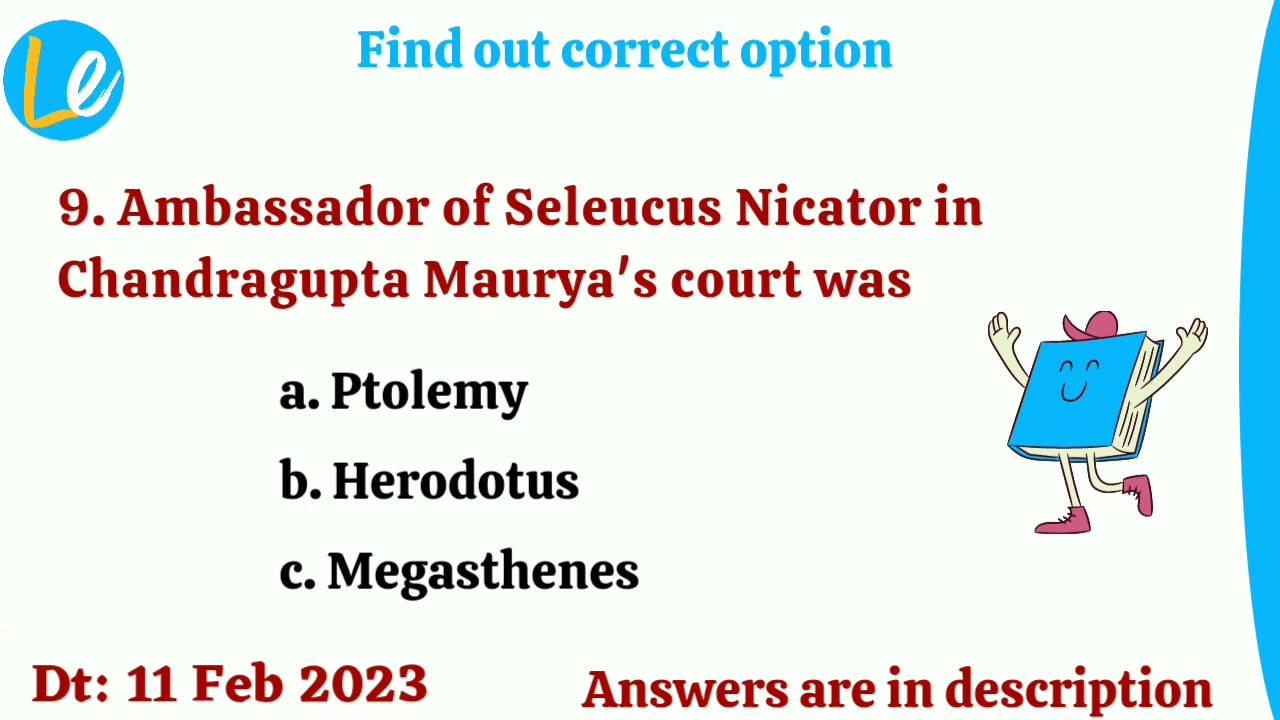 Le
Find out correct option
9. Ambassador of Seleucus Nicator in
Chandragupta Maurya's court was
a. Ptolemy
b. Herodotus
c. Megasthenes
Dt: 11 Feb 2023
Answers are in description